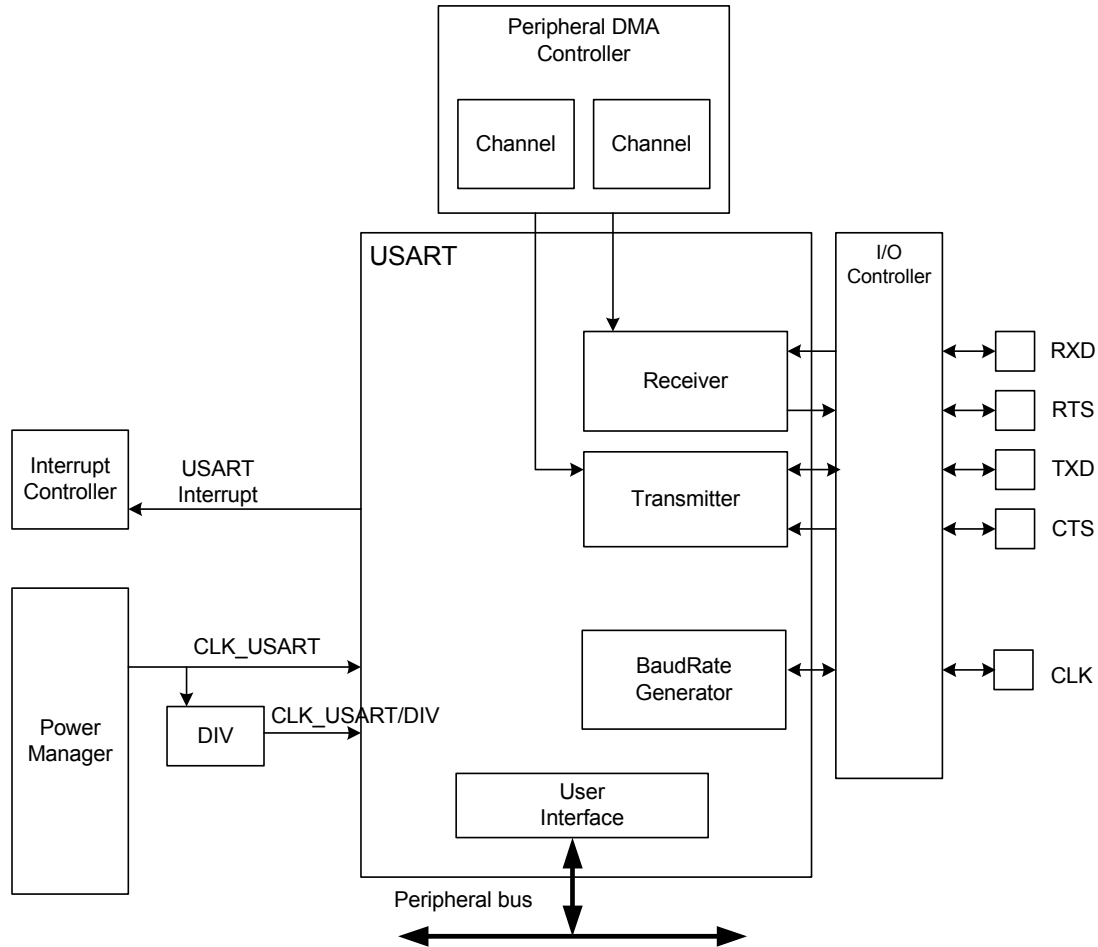 Peripheral DMA
Controller
Channel
Channel
USART
I/O
Controller
Receiver
RXD
RTS
Interrupt
Controller
USART
Interrupt
Transmitter
TXD
CTS
CLK_USART
BaudRate
Generator
CLK
Power
Manager
DIV
CLK_USART/DIV
User
Interface
Peripheral bus